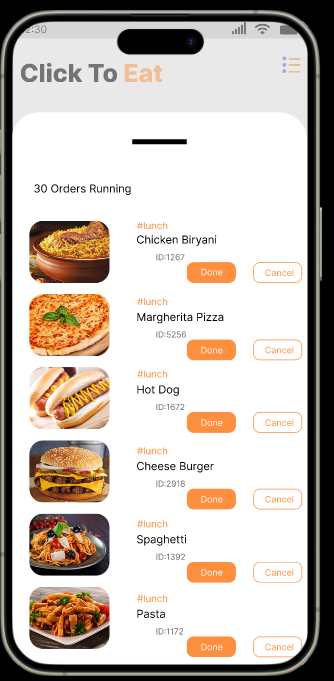 2:30
Click To Eat
30 Orders Running
#lunch
Chicken Biryani
ID:1267
Done Cancel
#lunch
Margherita Pizza
ID:5256
Done Cancel
#lunch
Hot Dog
ID:1672
Done Cancel
#lunch
Cheese Burger
ID:2918
Done Cancel
#lunch
Spaghetti
ID:1392
Done Cancel
#lunch
Pasta
ID:1172
Done Cancel